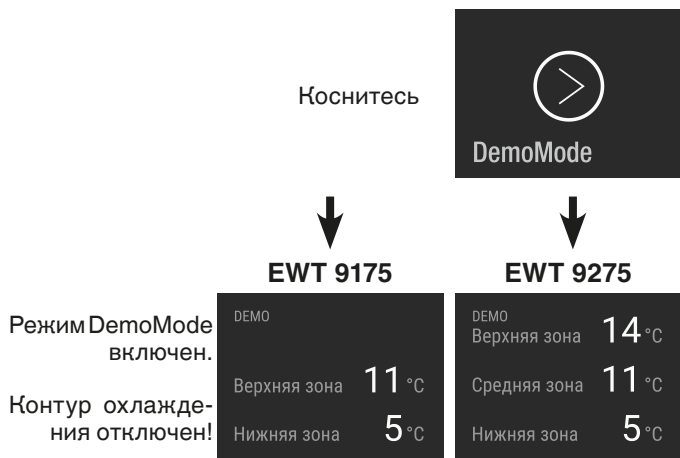 Коснитесь
DemoMode
EWT 9175
EWT 9275
Режим DemoMode
включен.
Контур охлажде-
ния отключен!
DEMO
Верхняя зона 11 °C
Нижняя зона 5 °C
DEMO
Верхняя зона 14 °C
Средняя зона 11 °C
Нижняя зона 5 °C